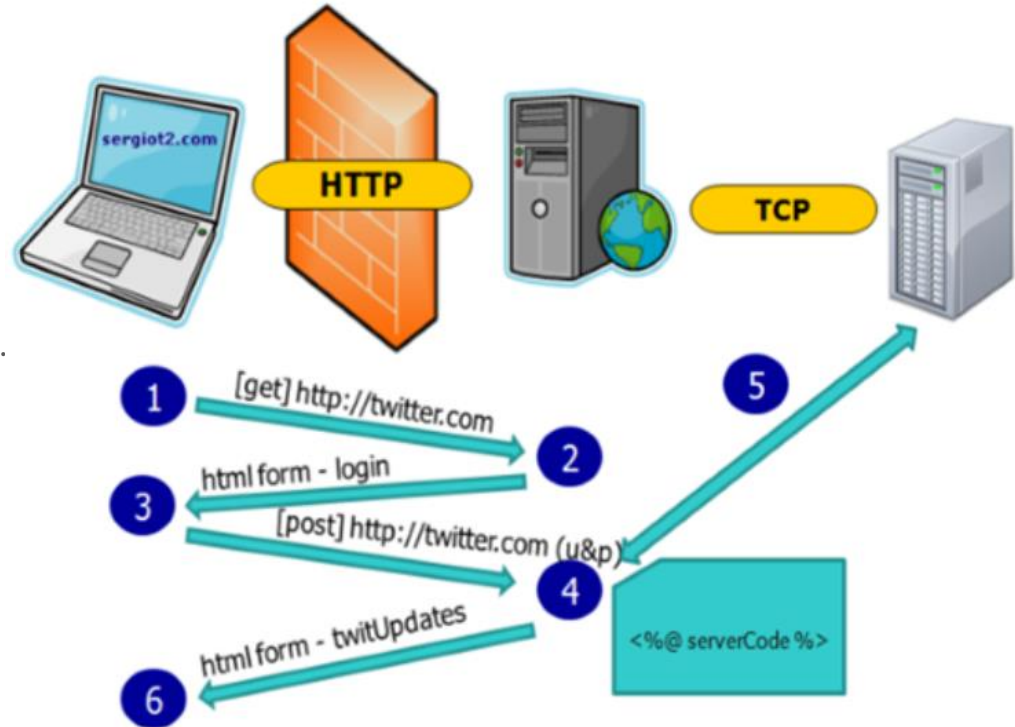 sergiot2.com
HTTP
TCP
1
[get] http://twitter.com
2
html form - login
3
[post] http://twitter.com (u&p)
4
5
<%@ serverCode %>
html form - twitUpdates
6